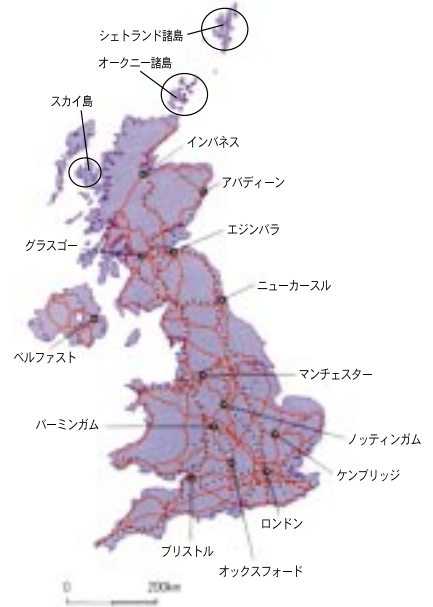 シェトランド諸島
オークニー諸島
スカイ島
インバネス
アバディーン
エジンバラ
グラスゴー
ニューカースル
ベルファスト
マンチェスター
バーミンガム
ノッティンガム
ケンブリッジ
ロンドン
ブリストル
オックスフォード
0 200km